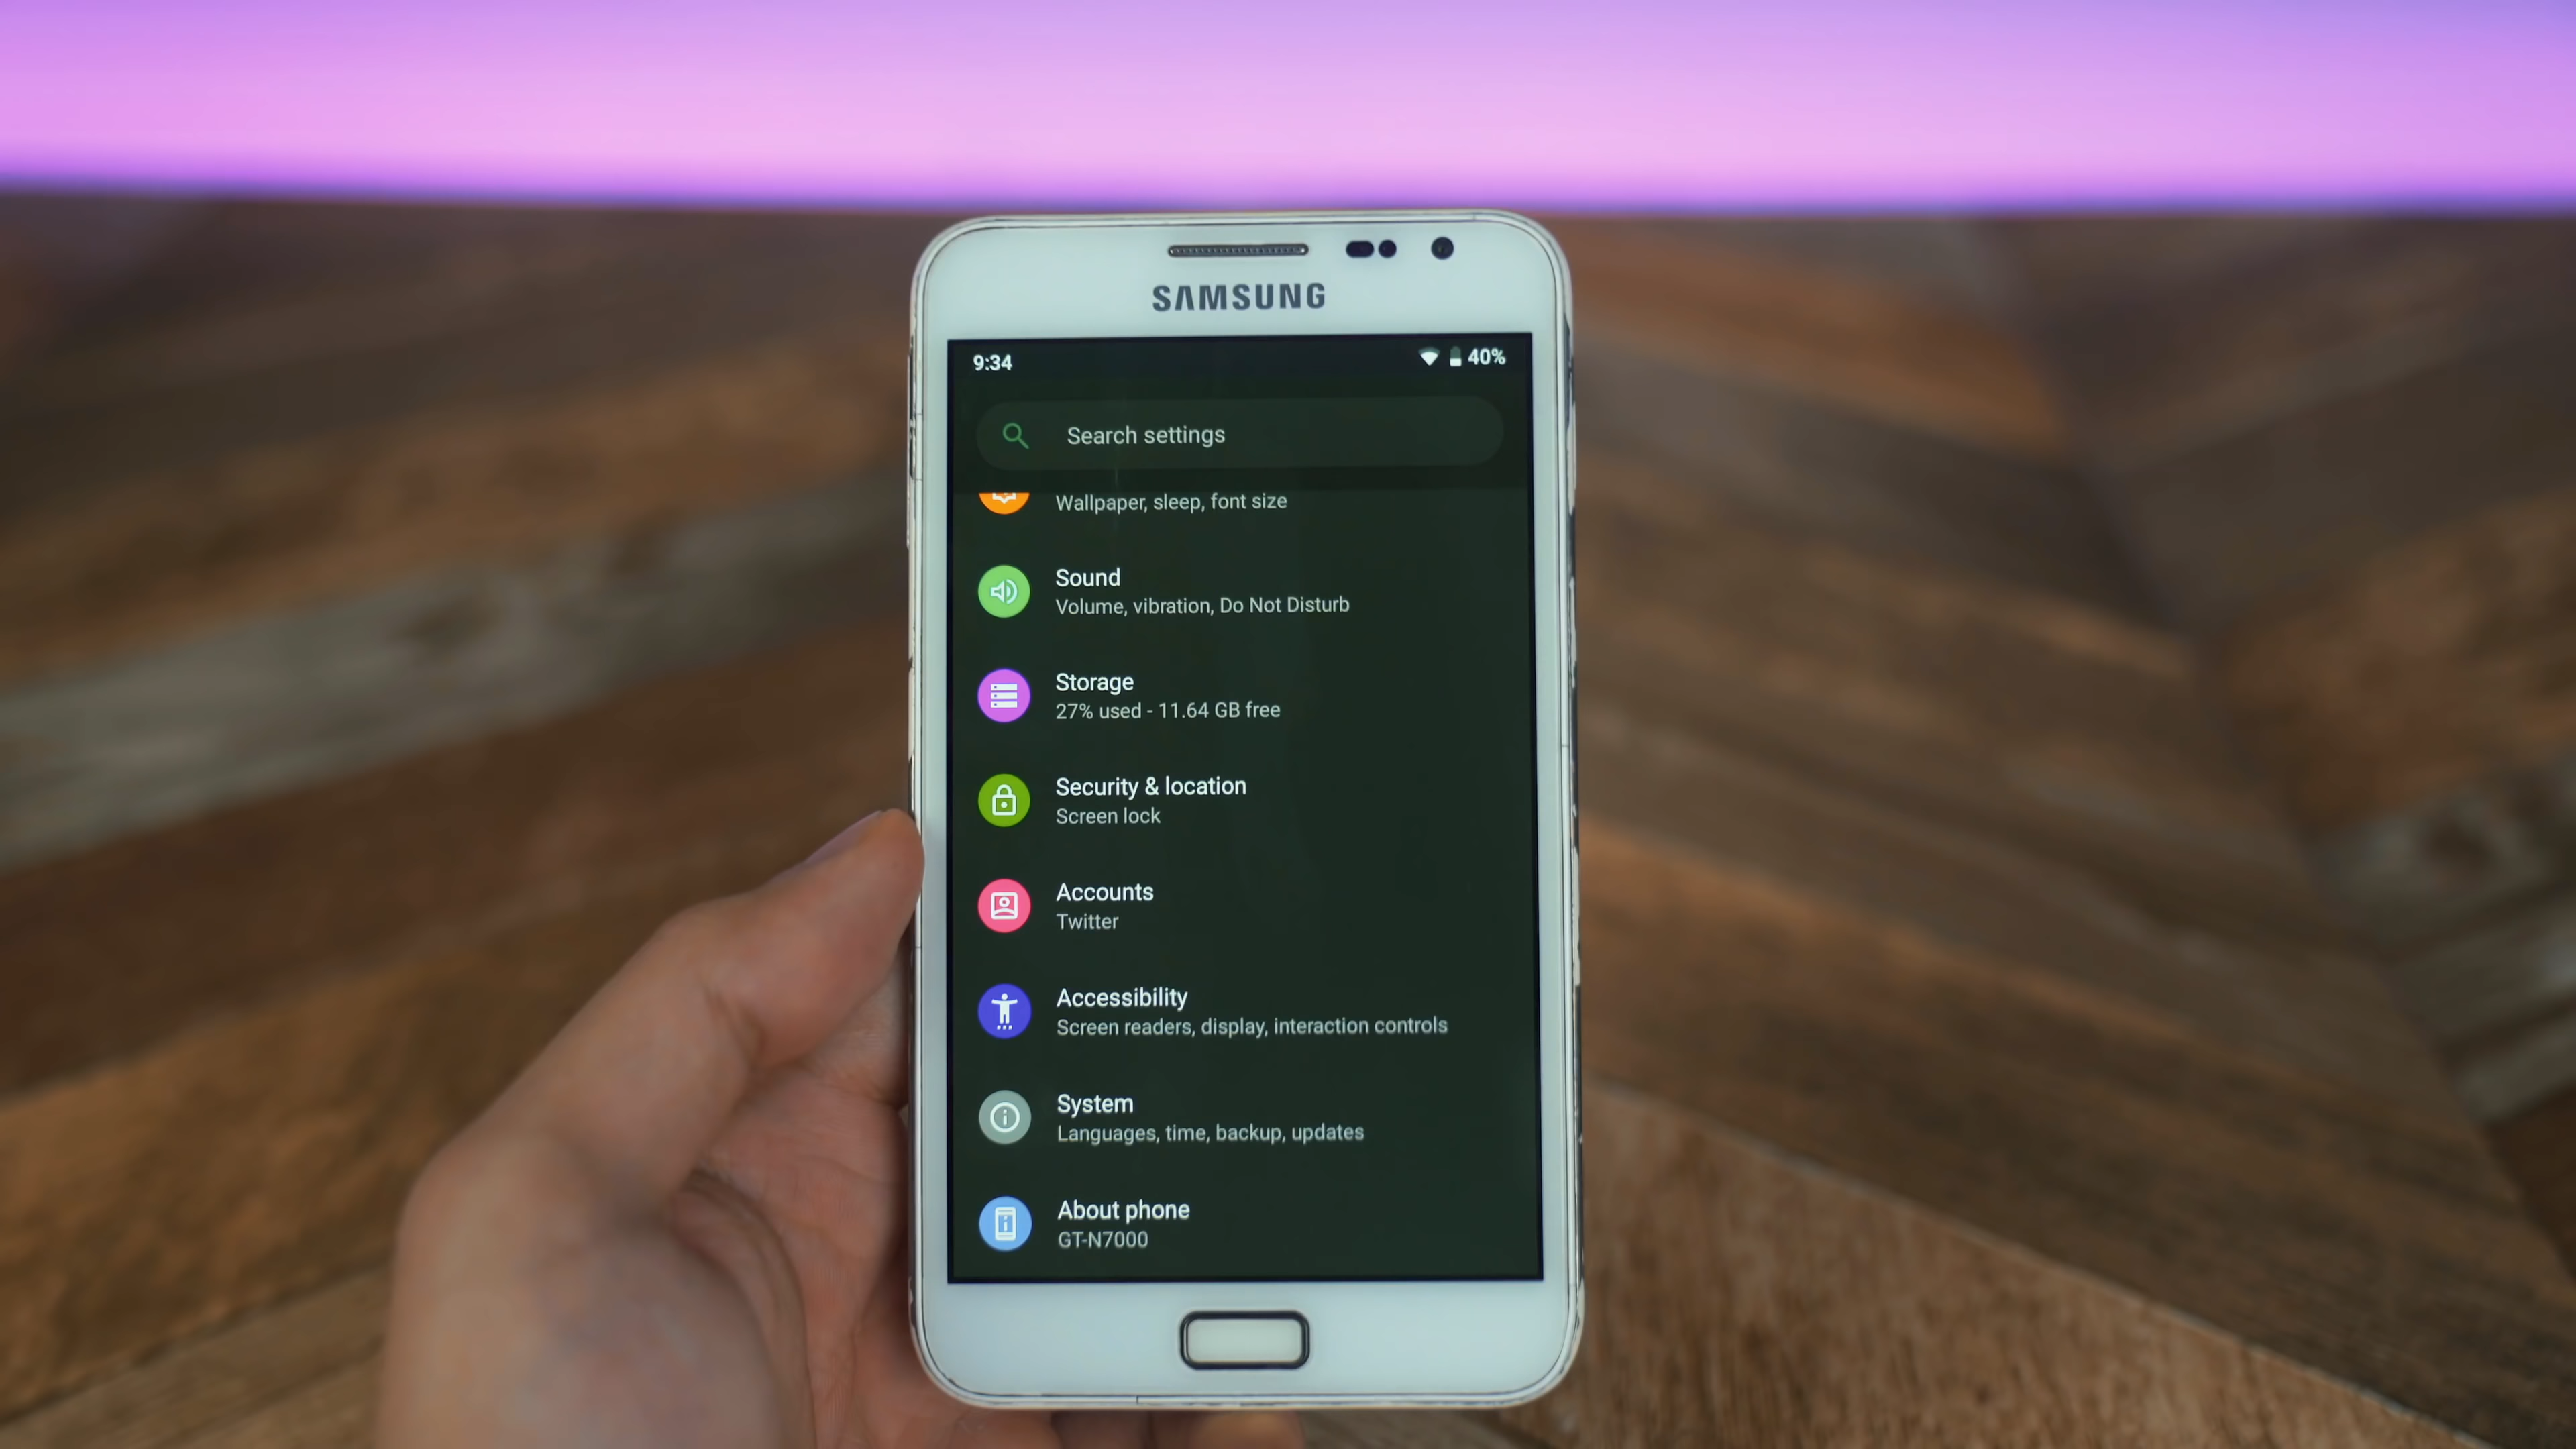 SAMSUNG
9:34 40%
Search settings
Wallpaper, sleep, font size
Sound
Volume, vibration, Do Not Disturb
Storage
27% used - 11.64 GB free
Security & location
Screen lock
Accounts
Twitter
Accessibility
Screen readers, display, interaction controls
System
Languages, time, backup, updates
About phone
GT-N7000